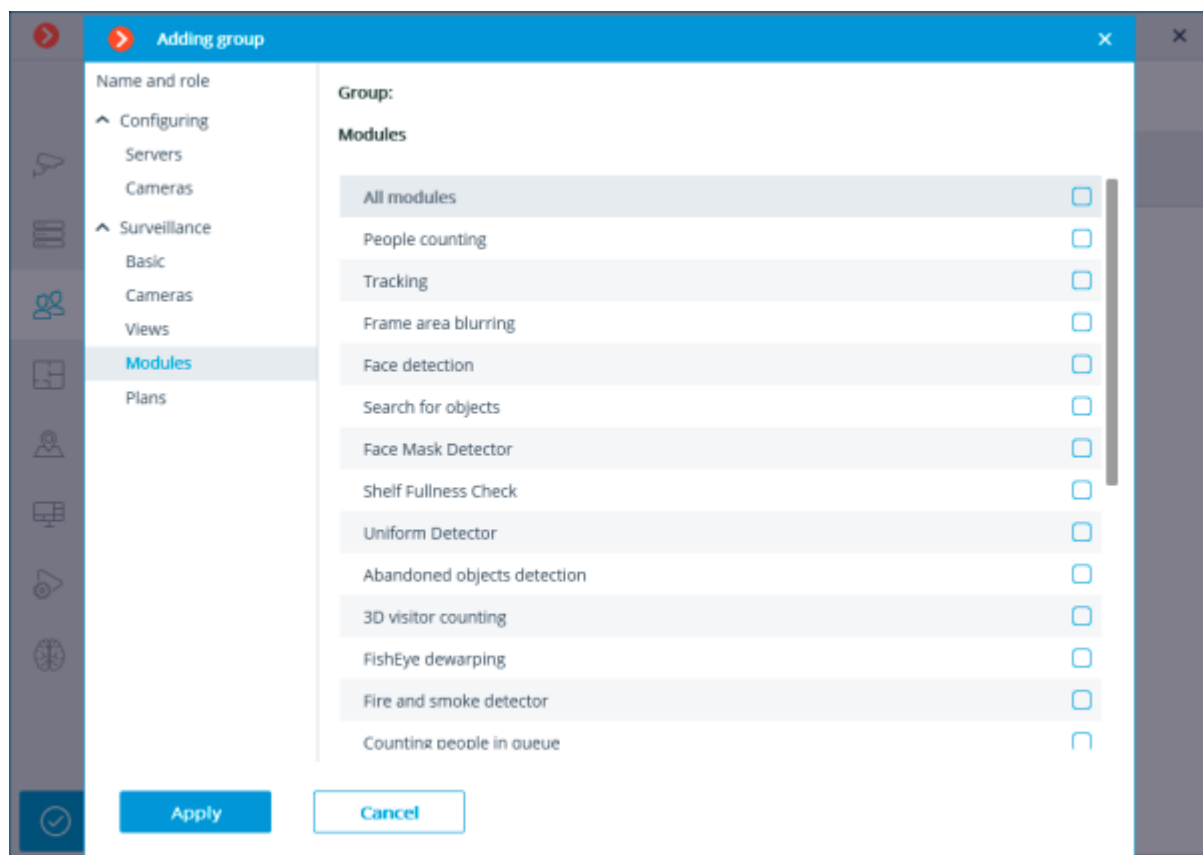 Adding group
Name and role
Configuring
Servers
Cameras
Surveillance
Basic
Cameras
Views
Modules
Plans
Group:
Modules
All modules
People counting
Tracking
Frame area blurring
Face detection
Search for objects
Face Mask Detector
Shelf Fullness Check
Uniform Detector
Abandoned objects detection
3D visitor counting
FishEye dewarping
Fire and smoke detector
Counting people in queue
Apply
Cancel